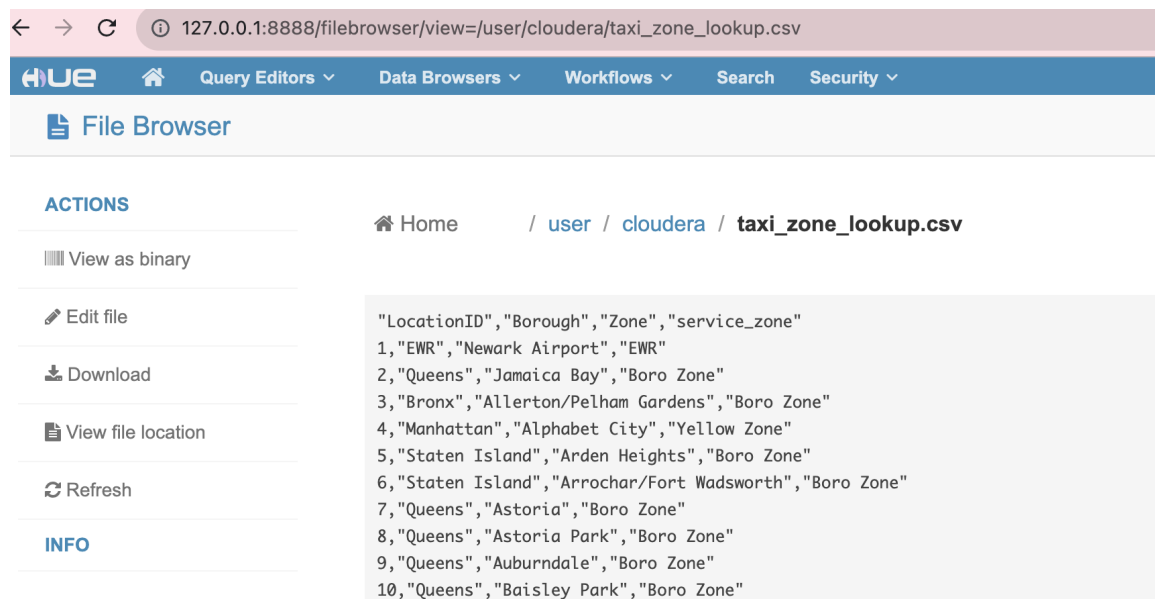 127.0.0.1:8888/filebrowser/view=/user/cloudera/taxi_zone_lookup.csv
HUE Query Editors Data Browsers Workflows Search Security
File Browser
ACTIONS
View as binary
Edit file
Download
View file location
Refresh
INFO
Home / user / cloudera / taxi_zone_lookup.csv
"LocationID","Borough","Zone","service_zone"
1,"EWR","Newark Airport","EWR"
2,"Queens","Jamaica Bay","Boro Zone"
3,"Bronx","Allerton/Pelham Gardens","Boro Zone"
4,"Manhattan","Alphabet City","Yellow Zone"
5,"Staten Island","Arden Heights","Boro Zone"
6,"Staten Island","Arrochar/Fort Wadsworth","Boro Zone"
7,"Queens","Astoria","Boro Zone"
8,"Queens","Astoria Park","Boro Zone"
9,"Queens","Auburndale","Boro Zone"
10,"Queens","Baisley Park","Boro Zone"